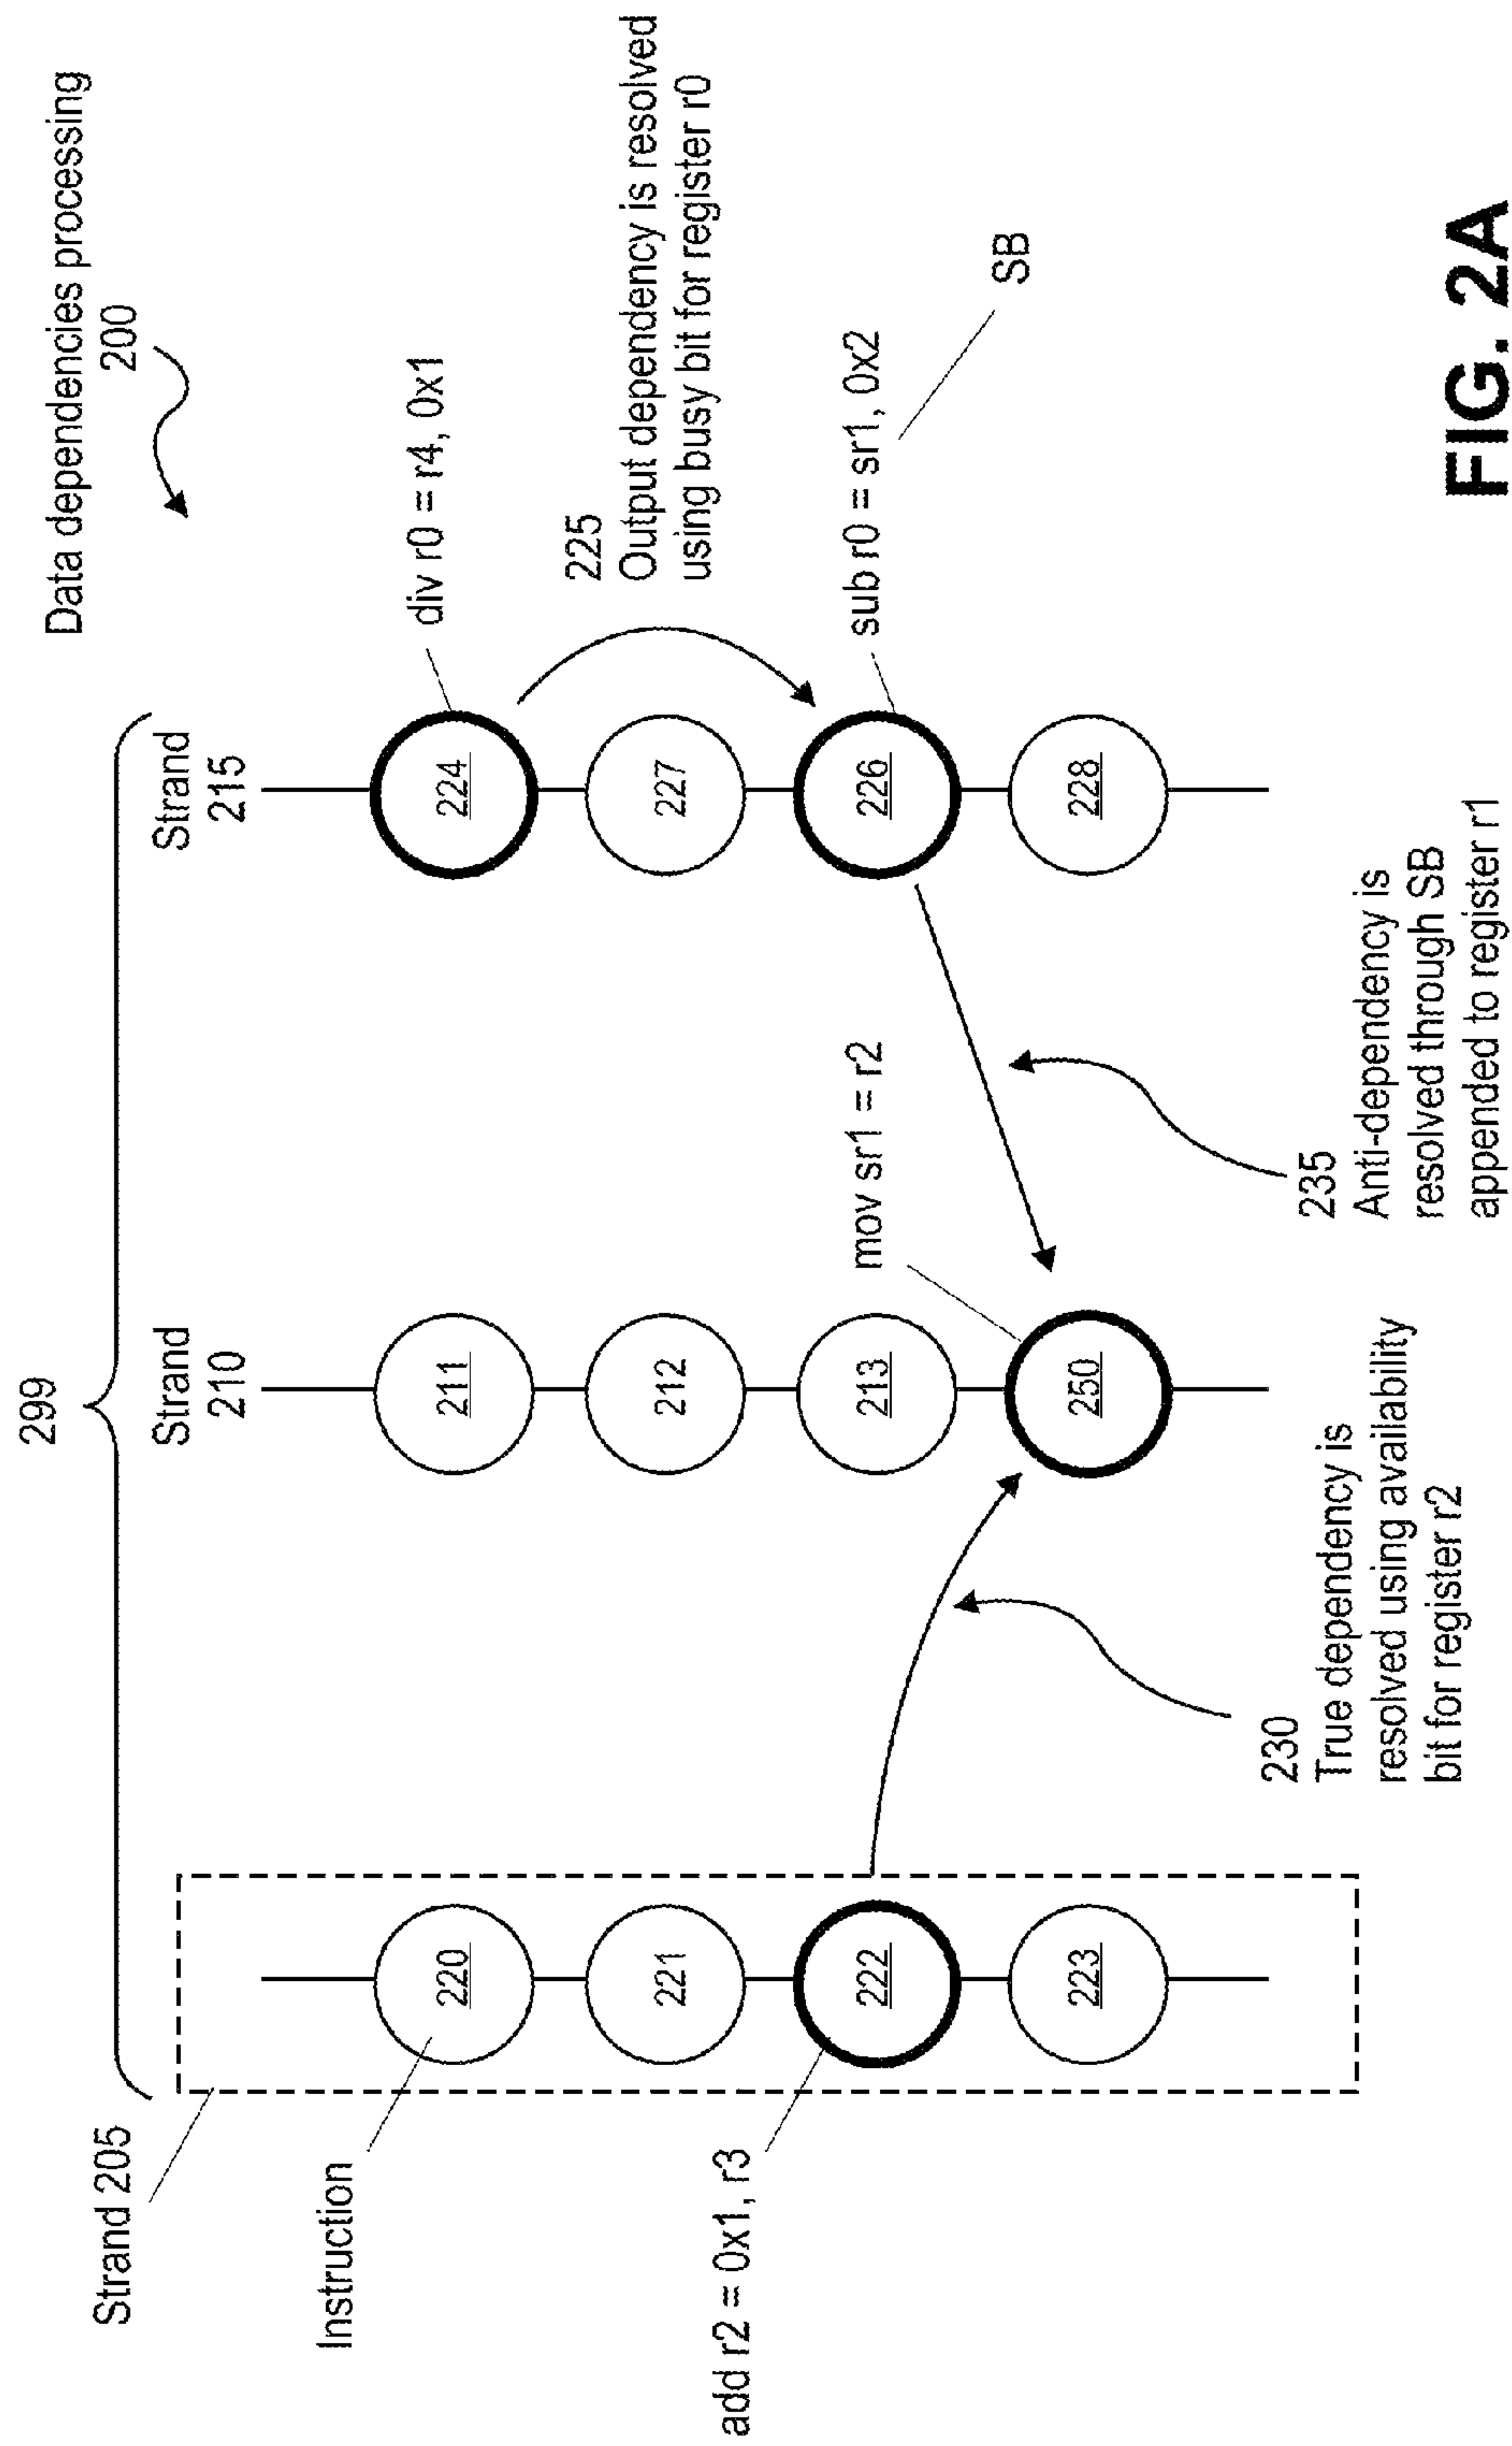 Data dependencies processing
200
299
Strand 205
Strand
210
Strand
215
Instruction
220
211
224
div r0 = r4, 0x1
221
212
227
225
Output dependency is resolved
using busy bit for register r0
add r2 = 0x1, r3
222
213
mov sr1 = r2
226
sub r0 = sr1, 0x2
SB
223
250
228
230
True dependency is
resolved using availability
bit for register r2
235
Anti-dependency is
resolved through SB
appended to register r1
FIG. 2A